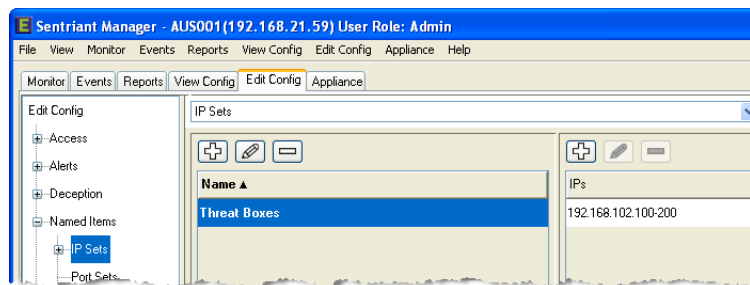 Sentriant Manager - AUS001(192.168.21.59) User Role: Admin
File View Monitor Events Reports View Config Edit Config Appliance Help
Monitor Events Reports View Config Edit Config Appliance
Edit Config
Access
Alerts
Deception
Named Items
IP Sets
Port Sets
IP Sets
Name
Threat Boxes
IPs
192.168.102.100-200